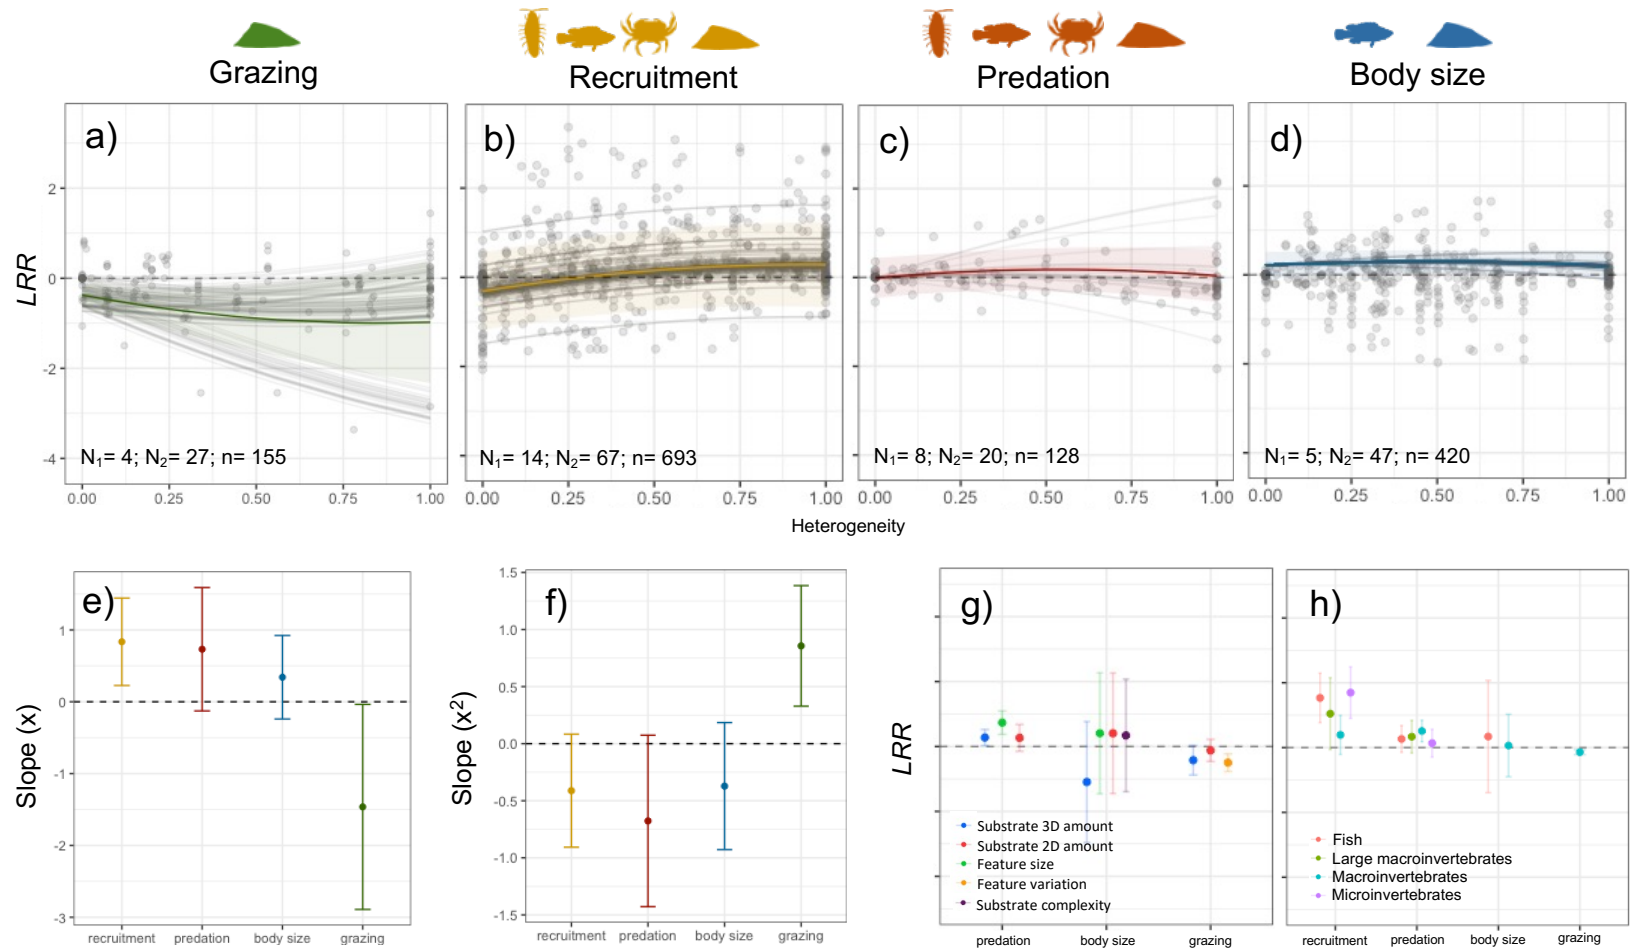 Grazing
Recruitment
Predation
Body size
a)
b)
c)
d)
LRR
2
0
-2
-4
N1= 4; N2= 27; n= 155
N1= 14; N2= 67; n= 693
N1= 8; N2= 20; n= 128
N1= 5; N2= 47; n= 420
0.00 0.25 0.50 0.75 1.00
0.00 0.25 0.50 0.75 1.00
0.00 0.25 0.50 0.75 1.00
0.00 0.25 0.50 0.75 1.00
Heterogeneity
e)
Slope (x)
1
0
-1
-2
-3
recruitment predation body size grazing
f)
Slope (x²)
1.5
1.0
0.5
0.0
-0.5
-1.0
-1.5
recruitment predation body size grazing
g)
LRR
Substrate 3D amount
Substrate 2D amount
Feature size
Feature variation
Substrate complexity
predation body size grazing
h)
Fish
Large macroinvertebrates
Macroinvertebrates
Microinvertebrates
recruitment predation body size grazing